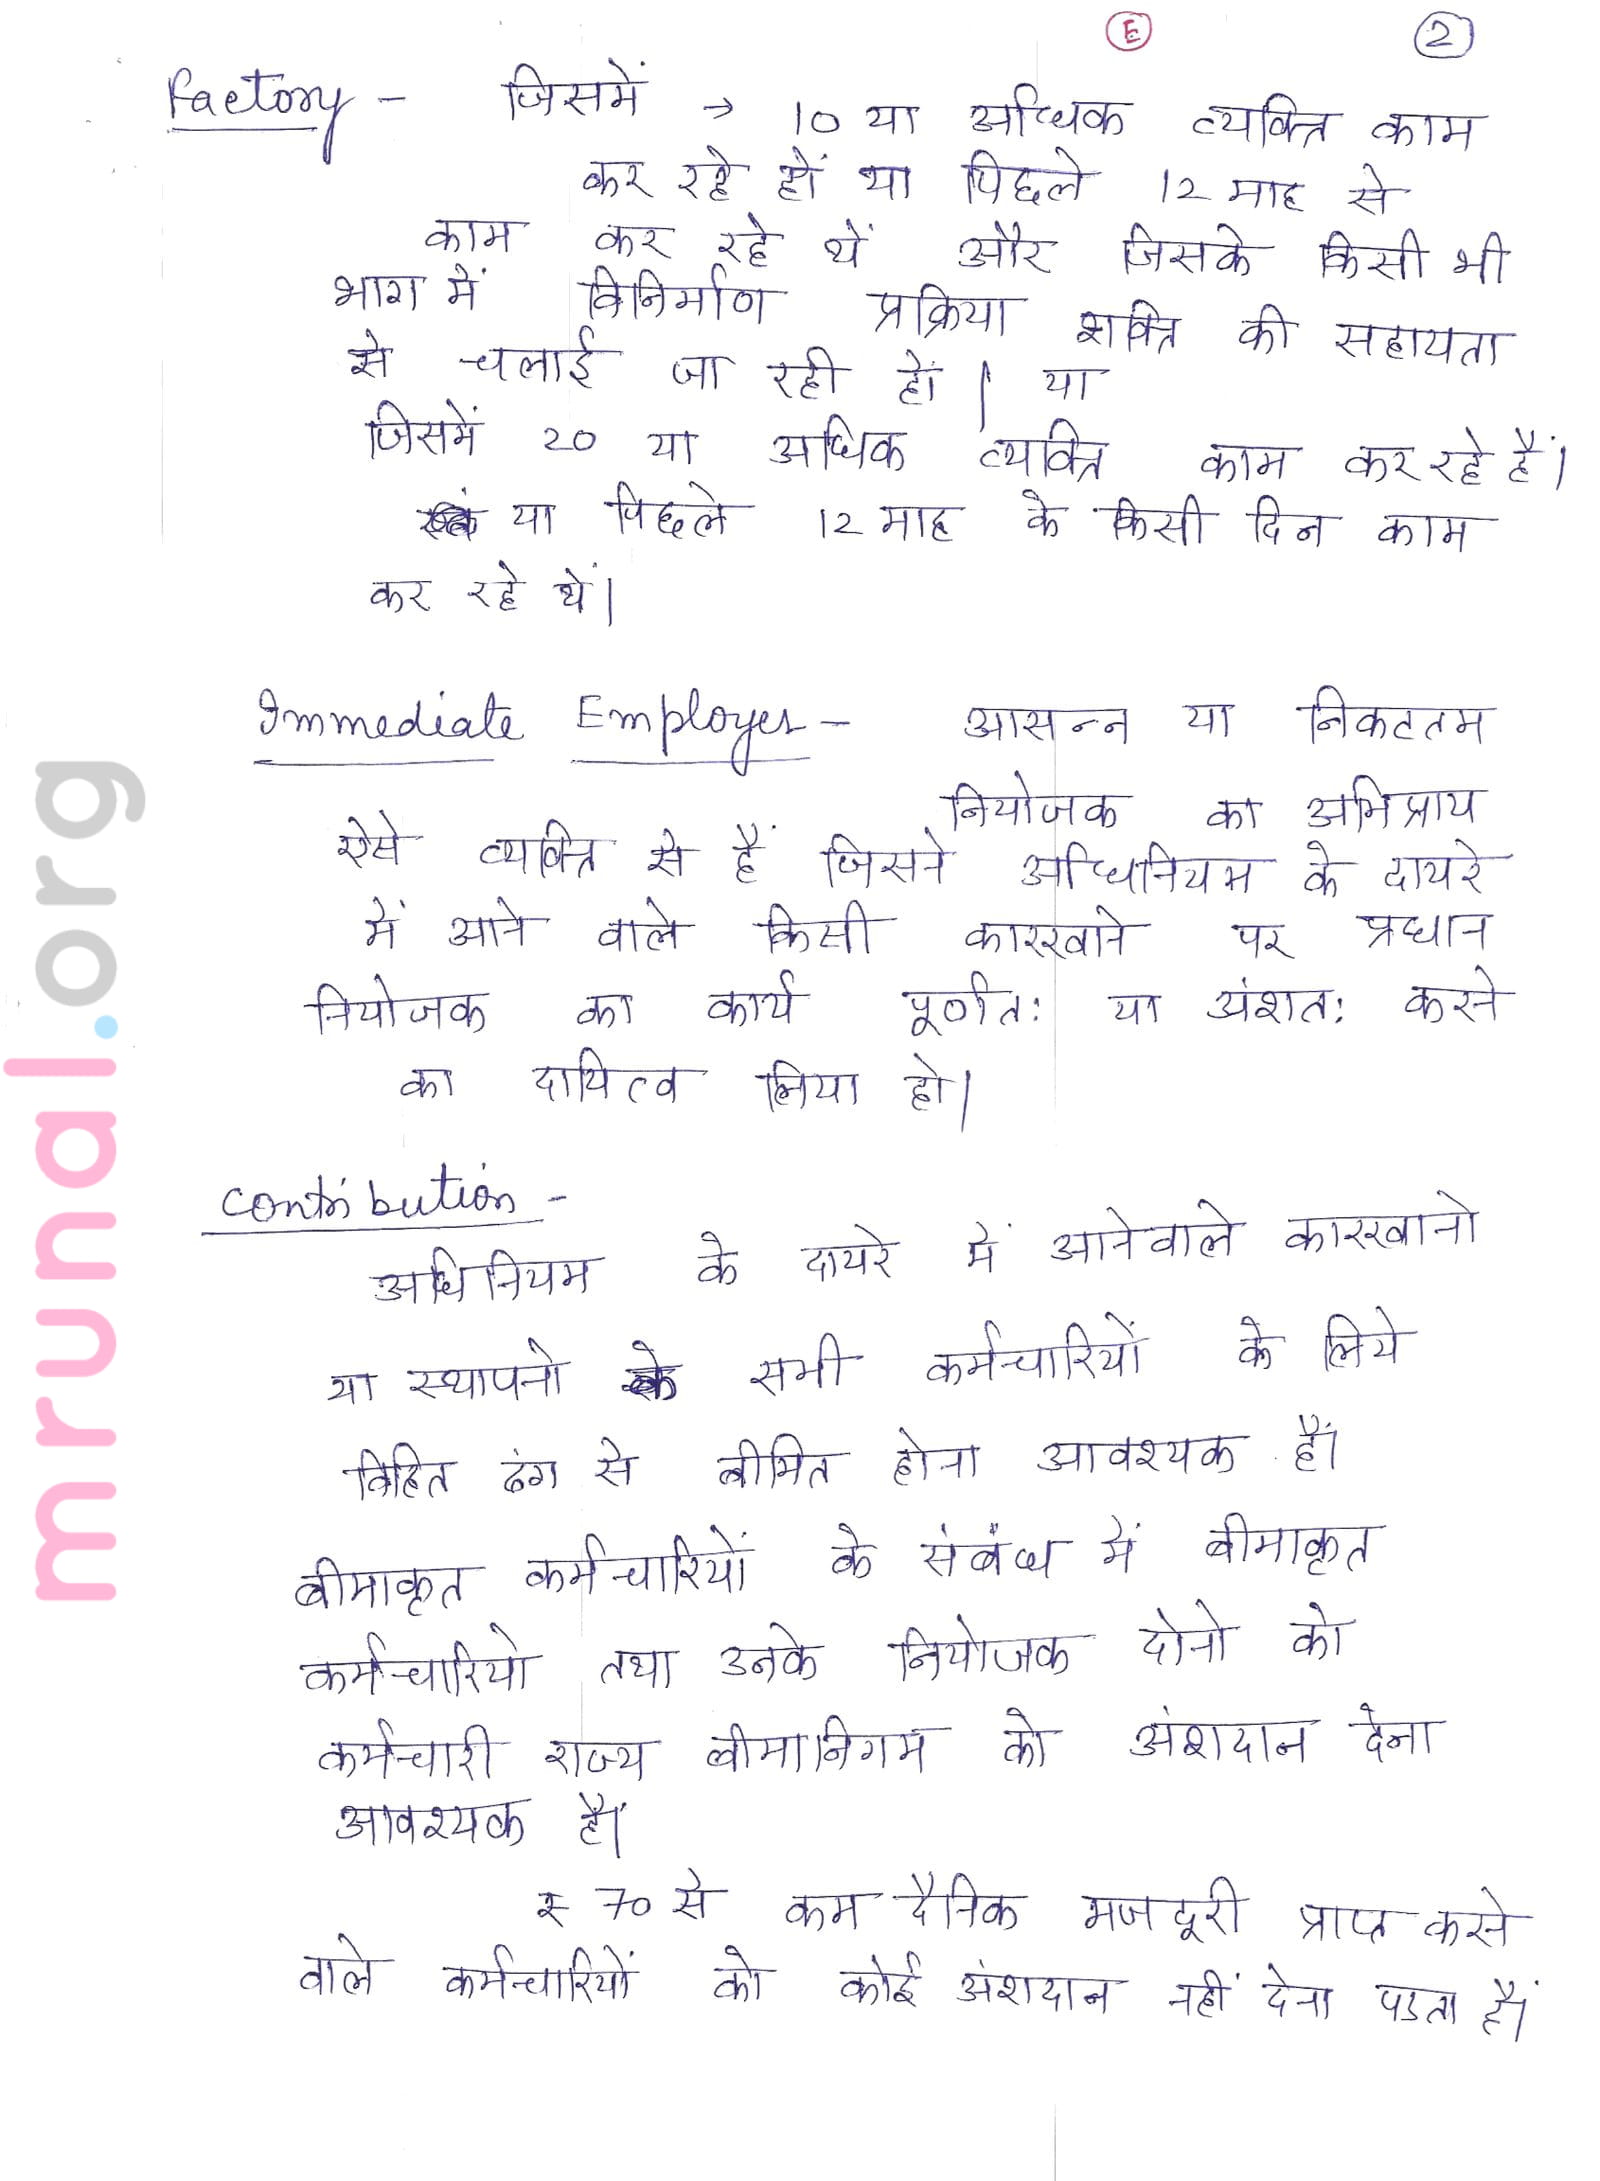 E 2
Factory - जिसमें → 10 या अधिक व्यक्ति काम
कर रहे हों या पिछले 12 माह से
काम कर रहे थें और जिसके किसी भी
भाग में विनिर्माण प्रक्रिया शक्ति की सहायता
से चलाई जा रही हों | या
जिसमें 20 या अधिक व्यक्ति काम कर रहे हैं|
या पिछले 12 माह के किसी दिन काम
कर रहे थें|
Immediate Employer - आसन्न या निकटतम
नियोजक का अभिप्राय
ऐसे व्यक्ति से हैं जिसने अधिनियम के दायरे
में आने वाले किसी कारखाने पर प्रधान
नियोजक का कार्य पूर्णत: या अंशत: करने
का दायित्व लिया हो|
Contribution -
अधिनियम के दायरे में आनेवाले कारखानो
या स्थापनो के सभी कर्मचारियों के लिये
विहित ढंग से बीमित होना आवश्यक हैं|
बीमाकृत कर्मचारियों के संबंध में बीमाकृत
कर्मचारियो तथा उनके नियोजक दोनो को
कर्मचारी राज्य बीमा निगम को अंशदान देना
आवश्यक हैं|
₹ 70 से कम दैनिक मजदूरी प्राप्त करने
वाले कर्मचारियों को कोई अंशदान नहीं देना पडता हैं|
mrunal.org